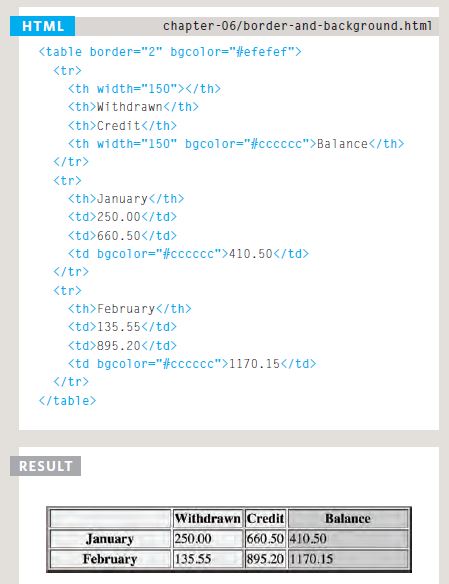 HTML chapter-06/border-and-background.html
<table border="2" bgcolor="#efefef">
<tr>
<th width="150"></th>
<th>Withdrawn</th>
<th>Credit</th>
<th width="150" bgcolor="#cccccc">Balance</th>
</tr>
<tr>
<th>January</th>
<td>250.00</td>
<td>660.50</td>
<td bgcolor="#cccccc">410.50</td>
</tr>
<tr>
<th>February</th>
<td>135.55</td>
<td>895.20</td>
<td bgcolor="#cccccc">1170.15</td>
</tr>
</table>
RESULT
Withdrawn Credit Balance
January 250.00 660.50 410.50
February 135.55 895.20 1170.15